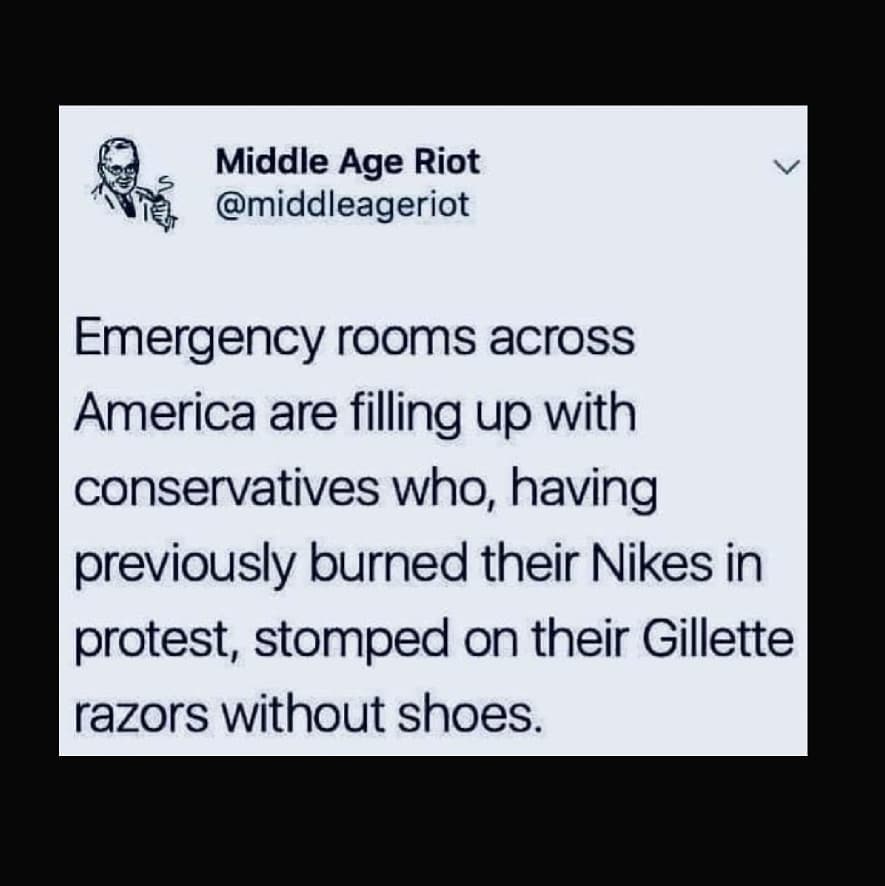 Middle Age Riot
@middleageriot
Emergency rooms across
America are filling up with
conservatives who, having
previously burned their Nikes in
protest, stomped on their Gillette
razors without shoes.